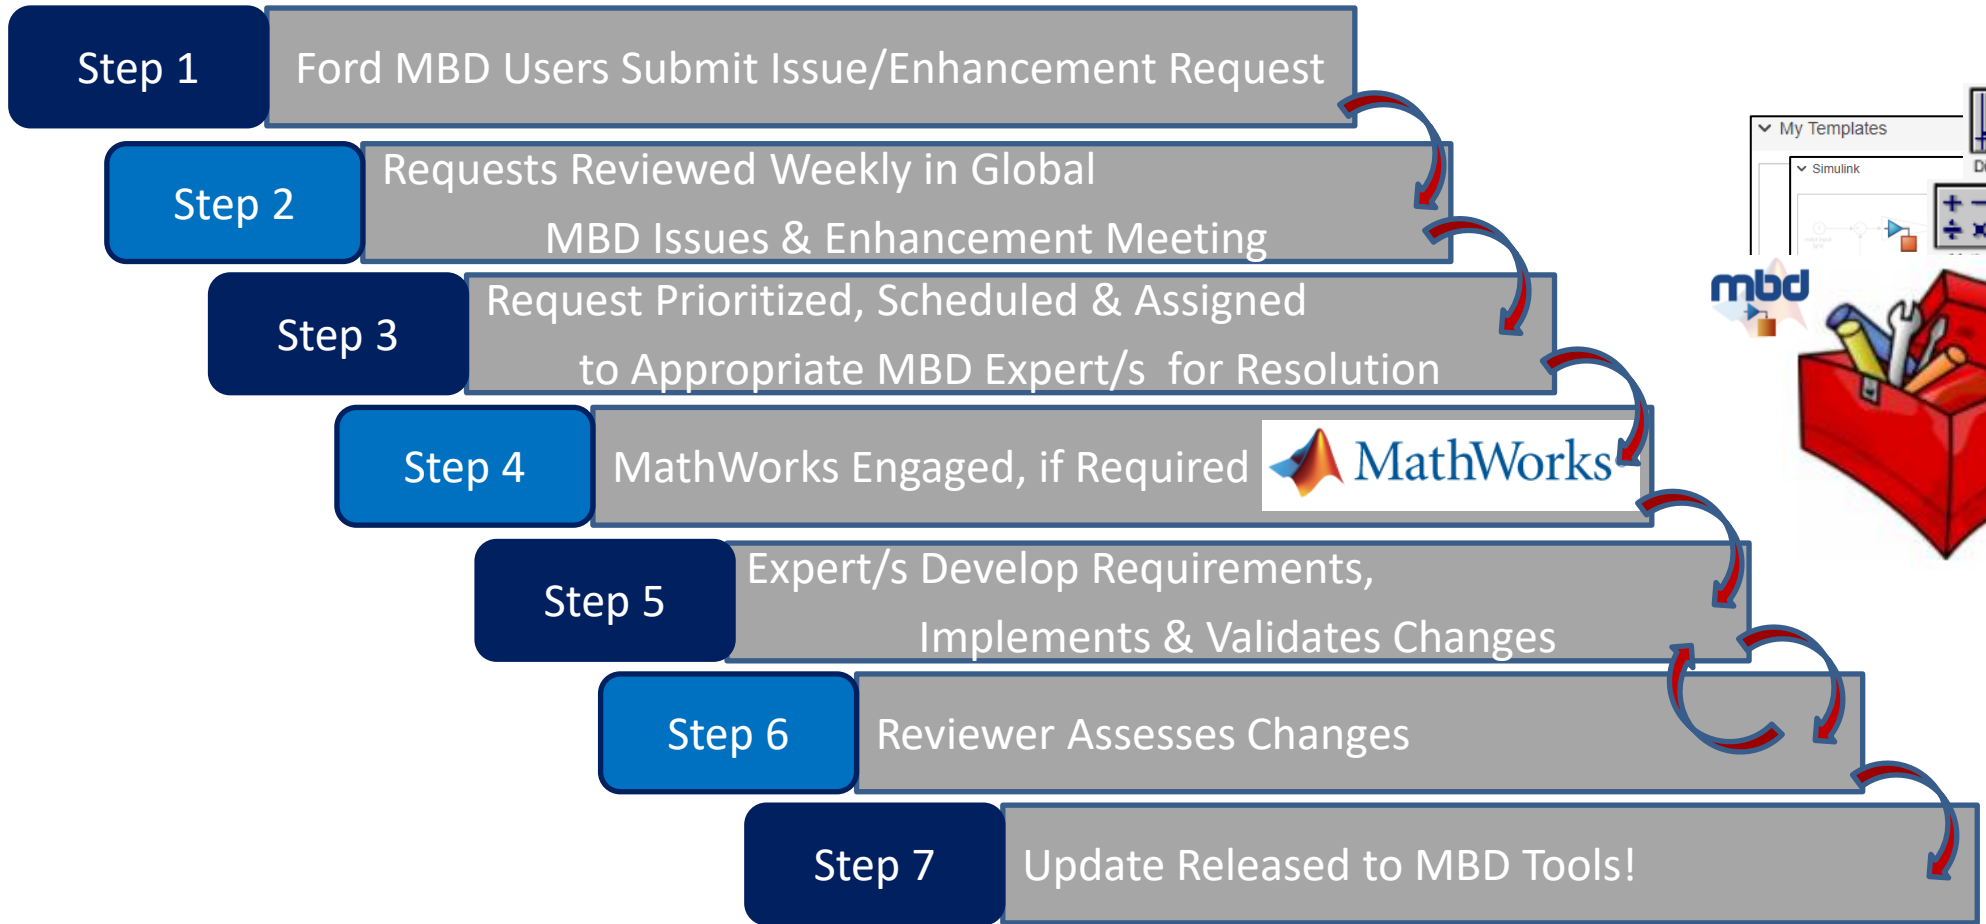 Step 1
Ford MBD Users Submit Issue/Enhancement Request
Step 2
Requests Reviewed Weekly in Global
MBD Issues & Enhancement Meeting
Step 3
Request Prioritized, Scheduled & Assigned
to Appropriate MBD Expert/s for Resolution
Step 4
MathWorks Engaged, if Required
MathWorks
Step 5
Expert/s Develop Requirements,
Implements & Validates Changes
Step 6
Reviewer Assesses Changes
Step 7
Update Released to MBD Tools!
My Templates
Simulink
mbd